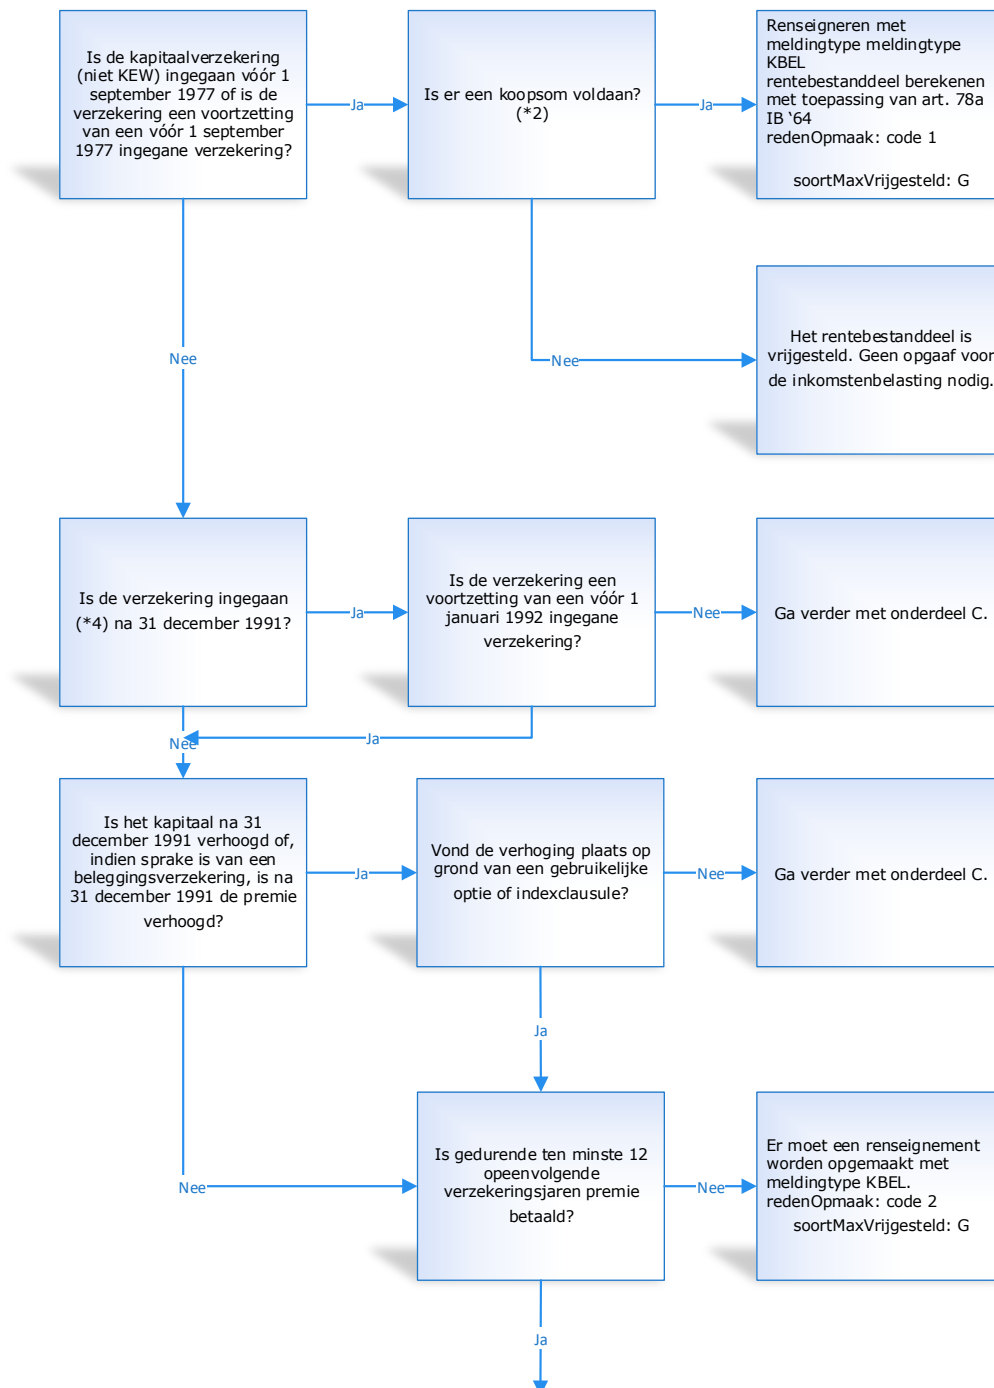 Is de kapitaalverzekering
(niet KEW) ingegaan vóór 1
september 1977 of is de
verzekering een voortzetting
van een vóór 1 september
1977 ingegane verzekering?
Ja
Is er een koopsom voldaan?
(*2)
Ja
Renseigneren met
meldingtype meldingtype
KBEL
rentebestanddeel berekenen
met toepassing van art. 78a
IB ‘64
redenOpmaak: code 1
soortMaxVrijgesteld: G
Nee
Nee
Het rentebestanddeel is
vrijgesteld. Geen opgaaf voor
de inkomstenbelasting nodig.
Is de verzekering ingegaan
(*4) na 31 december 1991?
Ja
Is de verzekering een
voortzetting van een vóór 1
januari 1992 ingegane
verzekering?
Nee
Ga verder met onderdeel C.
Nee
Ja
Is het kapitaal na 31
december 1991 verhoogd of,
indien sprake is van een
beleggingsverzekering, is na
31 december 1991 de premie
verhoogd?
Ja
Vond de verhoging plaats op
grond van een gebruikelijke
optie of indexclausule?
Nee
Ga verder met onderdeel C.
Ja
Nee
Is gedurende ten minste 12
opeenvolgende
verzekeringsjaren premie
betaald?
Nee
Er moet een renseignement
worden opgemaakt met
meldingtype KBEL.
redenOpmaak: code 2
soortMaxVrijgesteld: G
Ja